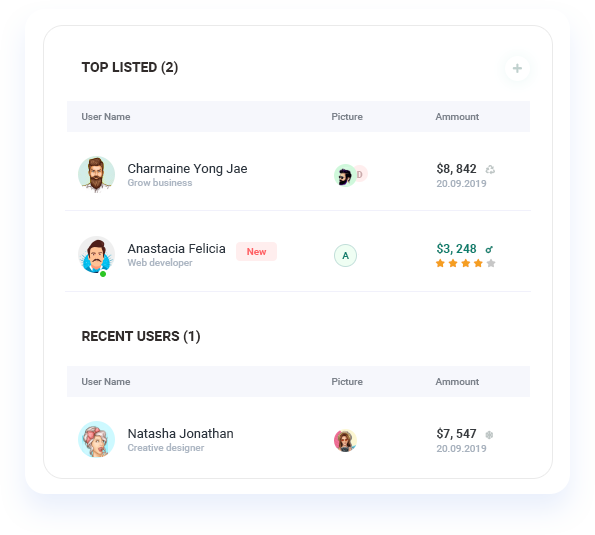 TOP LISTED (2)
+
User Name Picture Ammount
Charmaine Yong Jae D $8, 842
Grow business 20.09.2019
Anastacia Felicia New A $3, 248
Web developer
RECENT USERS (1)
User Name Picture Ammount
Natasha Jonathan $7, 547
Creative designer 20.09.2019